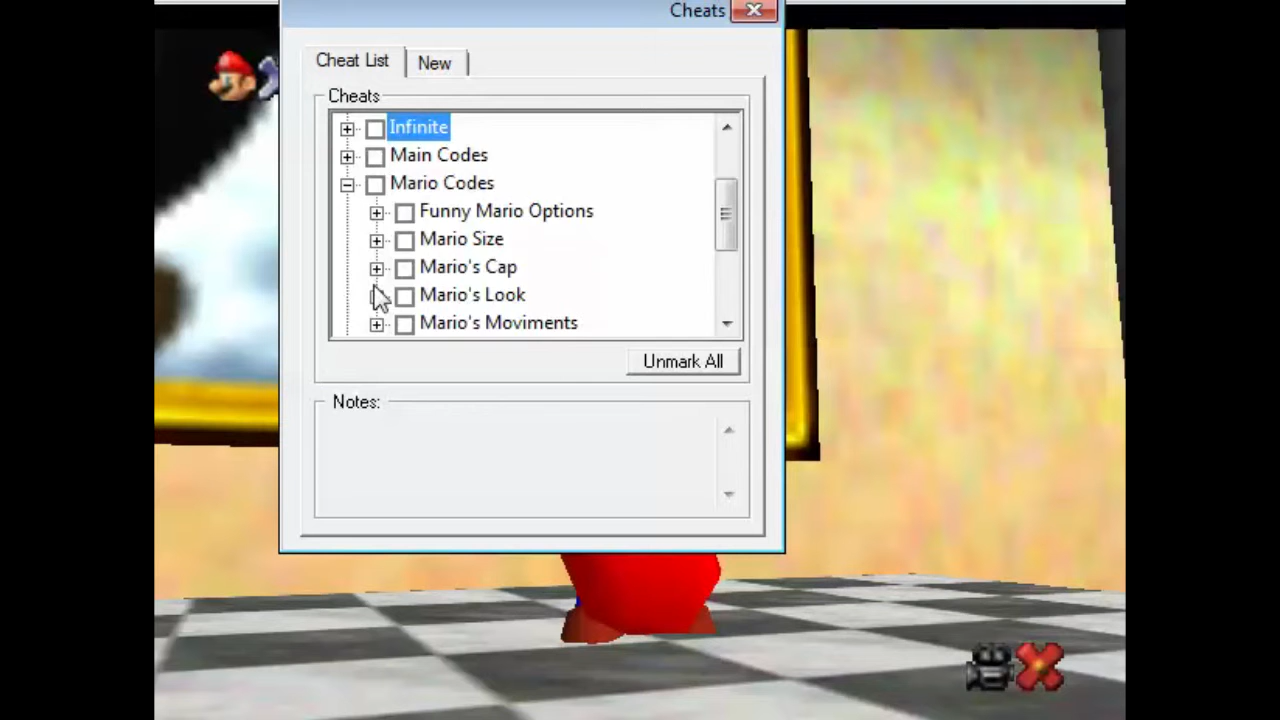 Cheats
Cheat List
New
Cheats
Infinite
Main Codes
Mario Codes
Funny Mario Options
Mario Size
Mario's Cap
Mario's Look
Mario's Moviments
Unmark All
Notes: